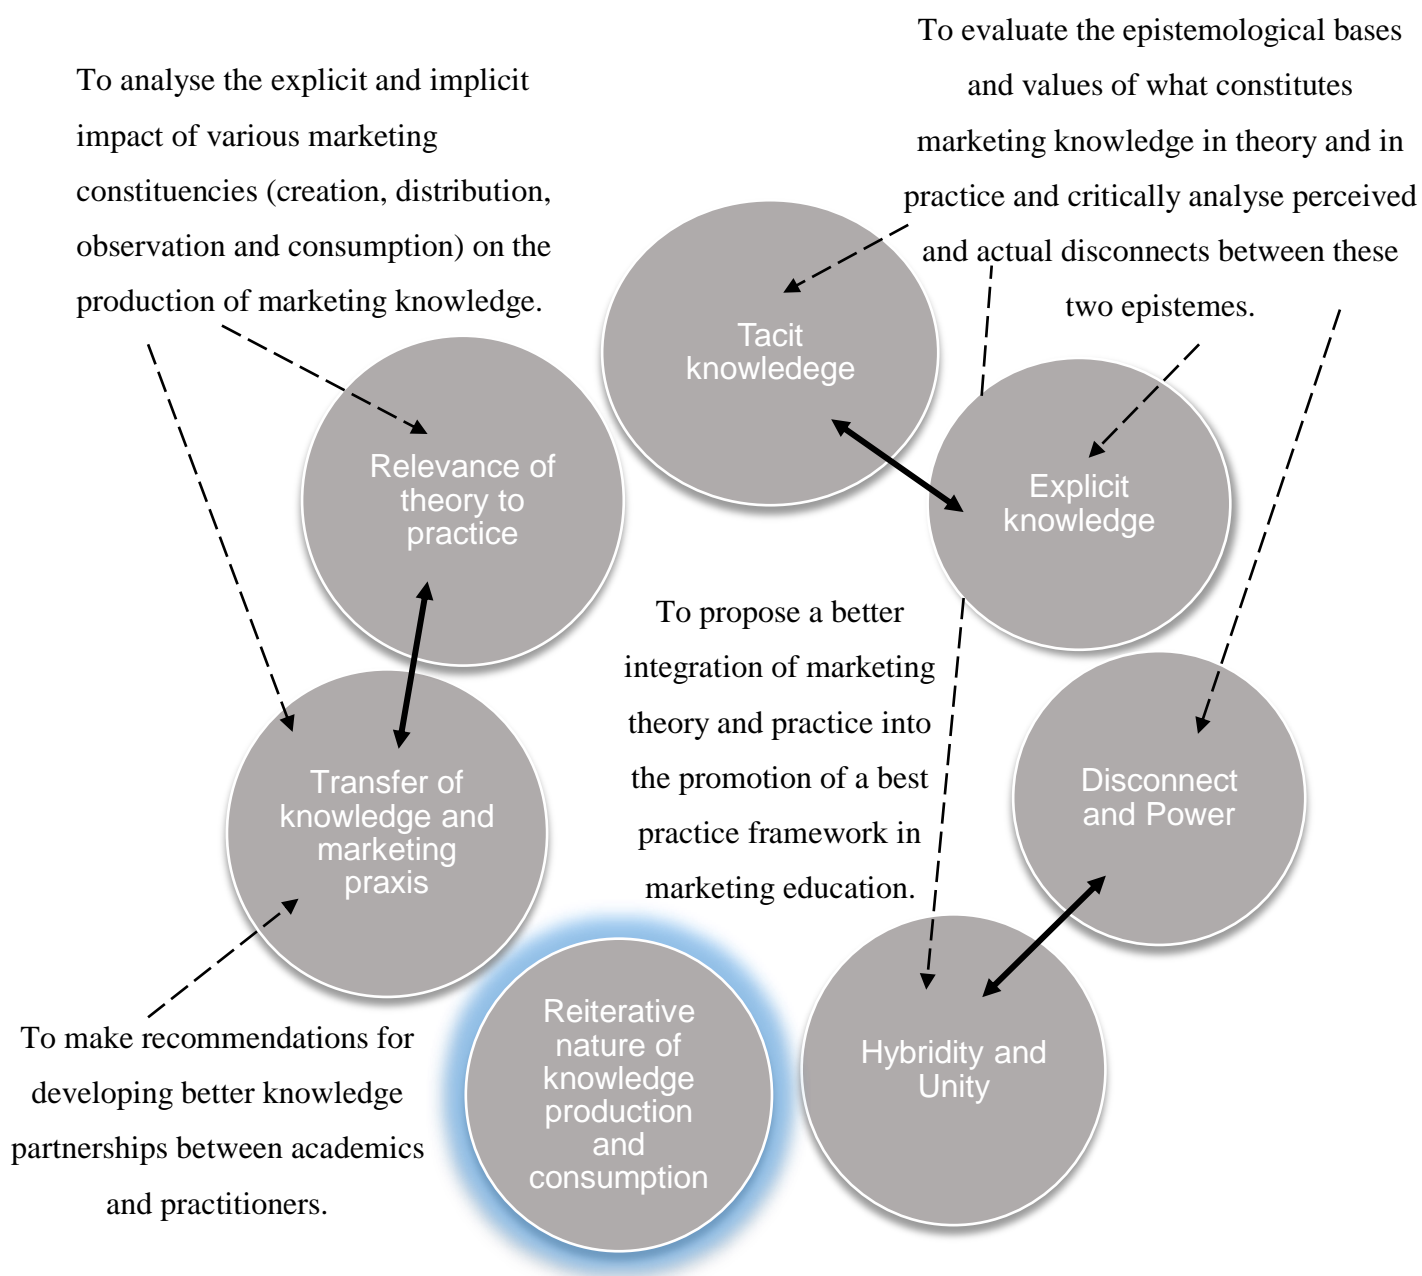 To analyse the explicit and implicit
impact of various marketing
constituencies (creation, distribution,
observation and consumption) on the
production of marketing knowledge.
To evaluate the epistemological bases
and values of what constitutes
marketing knowledge in theory and in
practice and critically analyse perceived
and actual disconnects between these
two epistemes.
Tacit
knowledege
Relevance of
theory to
practice
Explicit
knowledge
To propose a better
integration of marketing
theory and practice into
the promotion of a best
practice framework in
marketing education.
Transfer of
knowledge and
marketing
praxis
Disconnect
and Power
To make recommendations for
developing better knowledge
partnerships between academics
and practitioners.
Reiterative
nature of
knowledge
production
and
consumption
Hybridity and
Unity